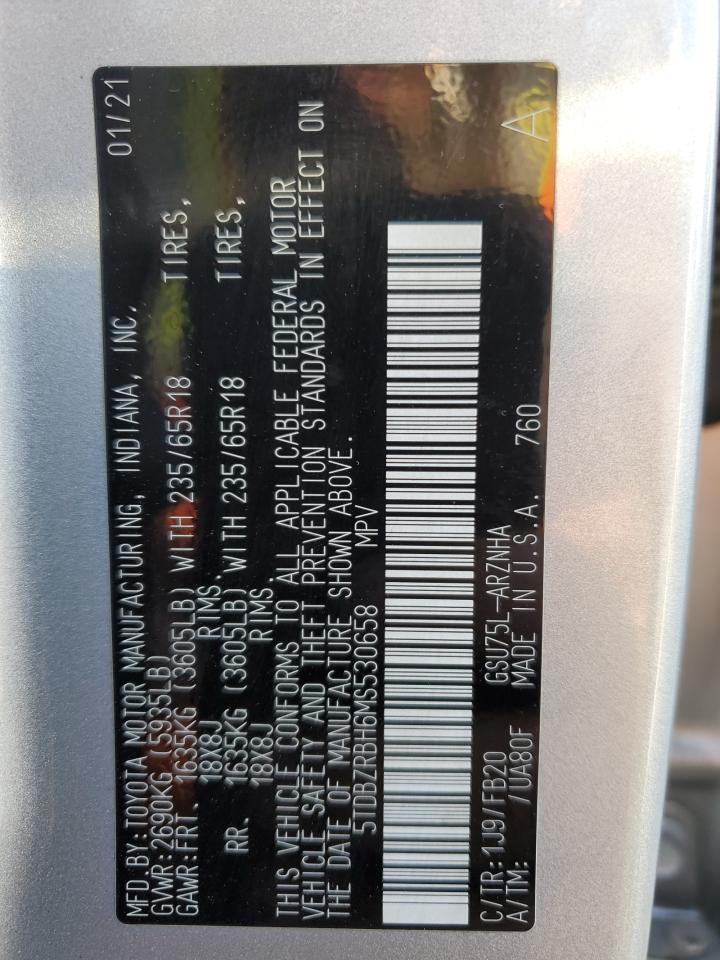 MFD.BY:TOYOTA MOTOR MANUFACTURING, INDIANA, INC. 01/21
GVWR:2690KG(5935LB)
GAWR:FRT. 1635KG (3605LB) WITH 235/65R18 TIRES,
18X8J RIMS.
RR. 1635KG (3605LB) WITH 235/65R18 TIRES,
18X8J RIMS.
THIS VEHICLE CONFORMS TO ALL APPLICABLE FEDERAL MOTOR
VEHICLE SAFETY AND THEFT PREVENTION STANDARDS IN EFFECT ON
THE DATE OF MANUFACTURE SHOWN ABOVE.
5TDBZRBH6MS530658 MPV
C/TR:1J9/FB20 GSU75L-ARZNHA
A/TM: /UA80F MADE IN U.S.A. 760 A